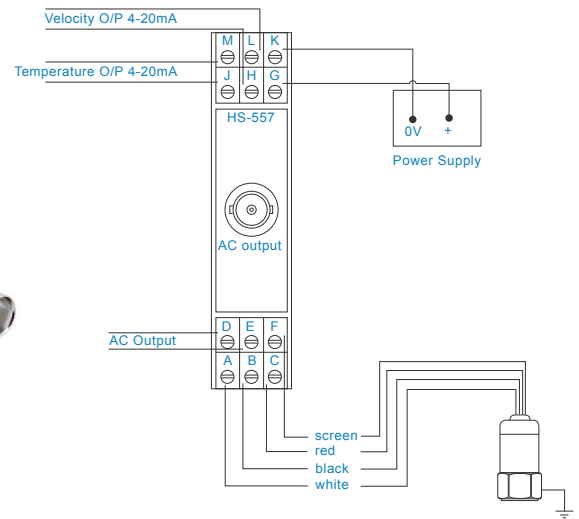 Velocity O/P 4-20mA
M L K
Temperature O/P 4-20mA
J H G
HS-557
0V +
Power Supply
AC output
D E F
AC Output
A B C
screen
red
black
white